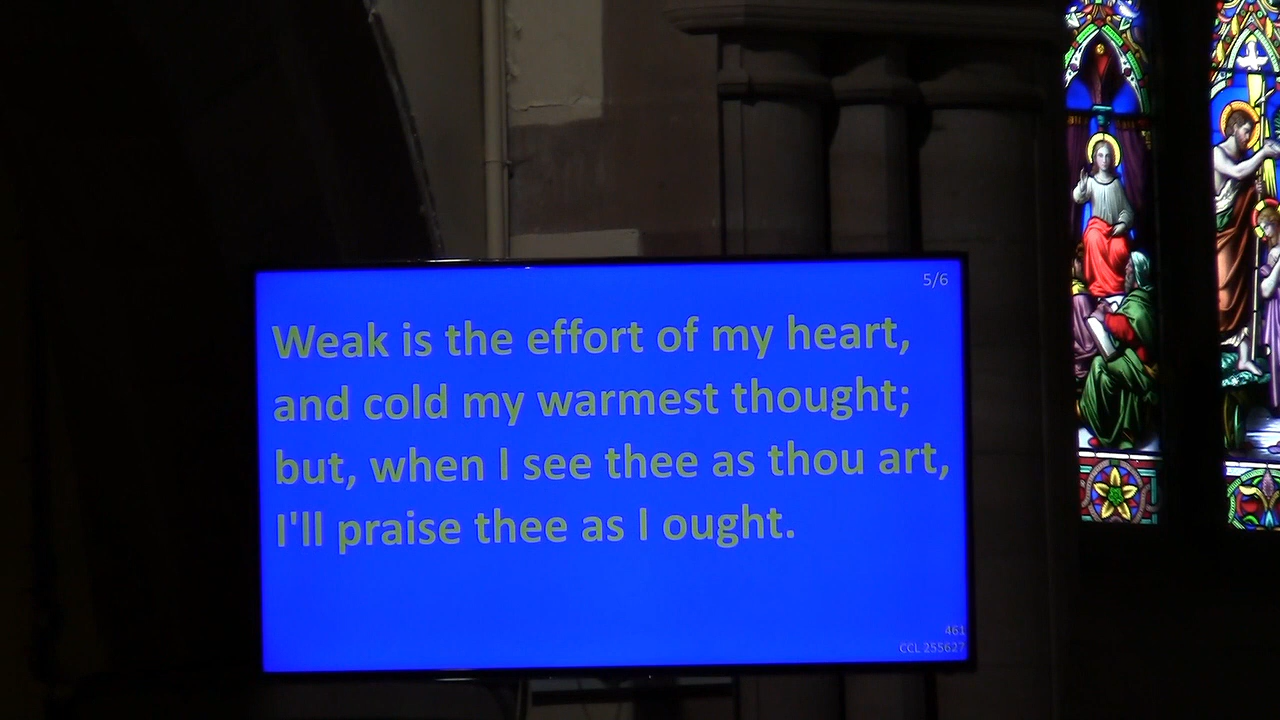 5/6
Weak is the effort of my heart,
and cold my warmest thought;
but, when I see thee as thou art,
I'll praise thee as I ought.
461
CCL 255627